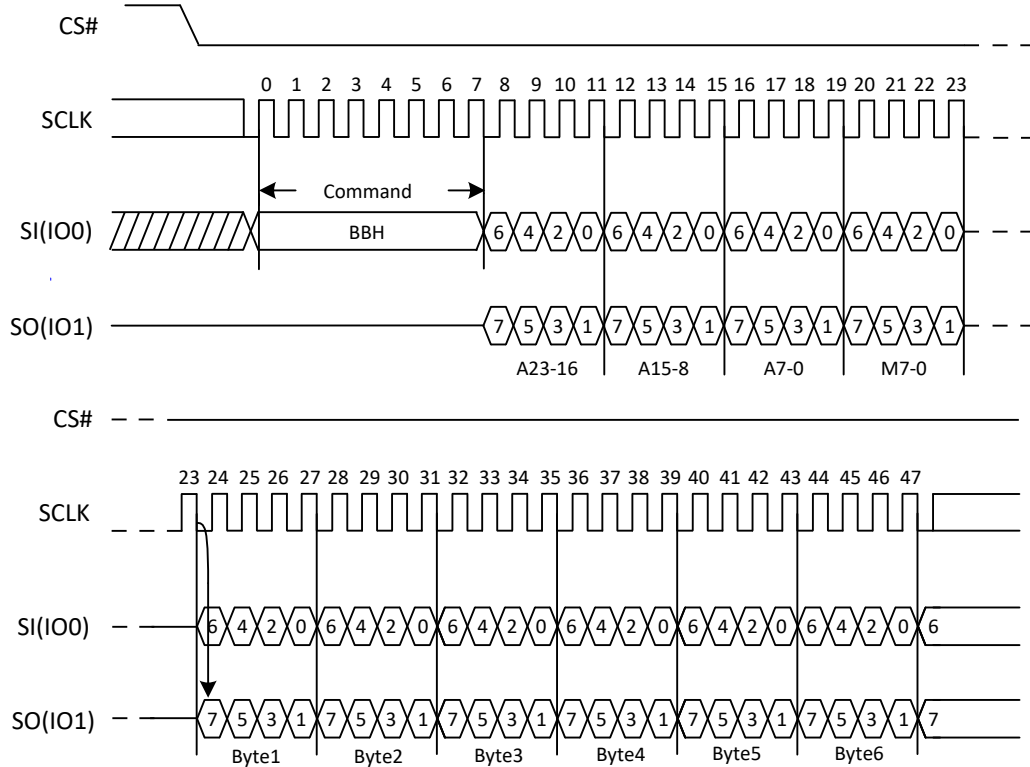 CS#
0 1 2 3 4 5 6 7 8 9 10 11 12 13 14 15 16 17 18 19 20 21 22 23
SCLK
Command
SI(IO0) BBH 6 4 2 0 6 4 2 0 6 4 2 0 6 4 2 0
SO(IO1) 7 5 3 1 7 5 3 1 7 5 3 1 7 5 3 1
A23-16 A15-8 A7-0 M7-0
CS#
23 24 25 26 27 28 29 30 31 32 33 34 35 36 37 38 39 40 41 42 43 44 45 46 47
SCLK
SI(IO0) 6 4 2 0 6 4 2 0 6 4 2 0 6 4 2 0 6 4 2 0 6 4 2 0 6
SO(IO1) 7 5 3 1 7 5 3 1 7 5 3 1 7 5 3 1 7 5 3 1 7 5 3 1 7
Byte1 Byte2 Byte3 Byte4 Byte5 Byte6